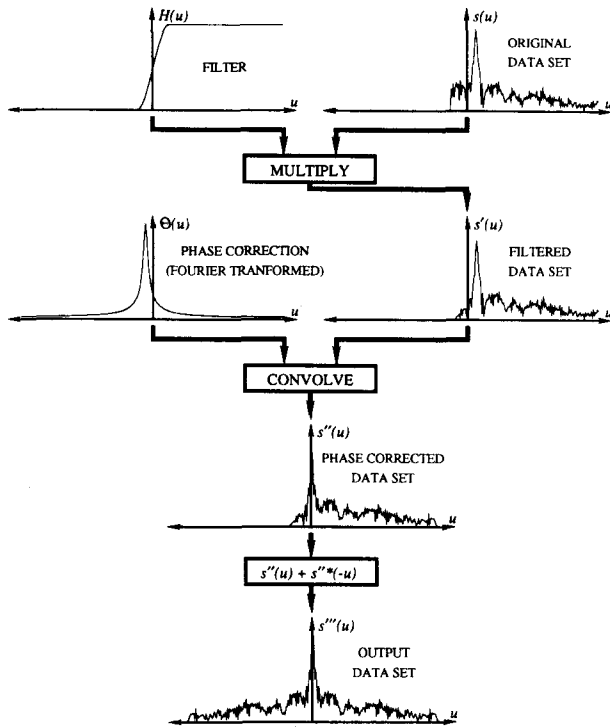 H(u)
FILTER
u
s(u)
ORIGINAL
DATA SET
u
MULTIPLY
Θ(u)
PHASE CORRECTION
(FOURIER TRANFORMED)
u
s'(u)
FILTERED
DATA SET
u
CONVOLVE
s''(u)
PHASE CORRECTED
DATA SET
u
s''(u) + s''*(-u)
s'''(u)
OUTPUT
DATA SET
u